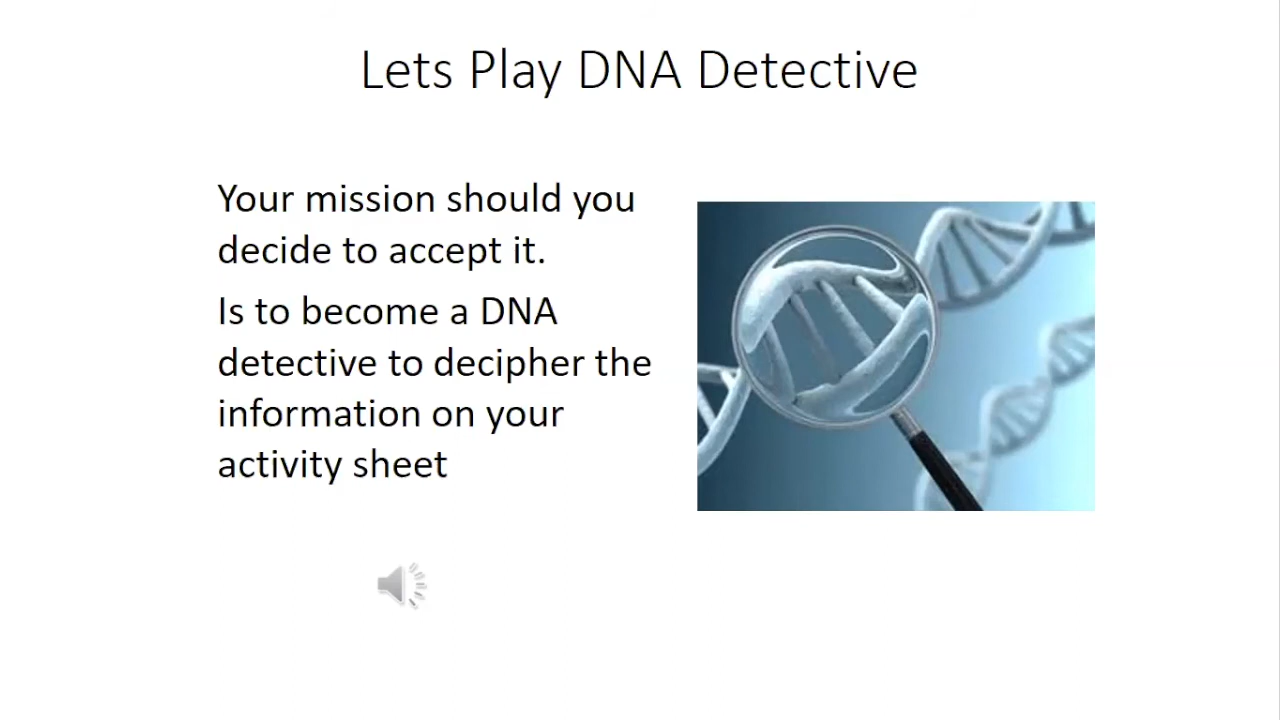 Lets Play DNA Detective
Your mission should you
decide to accept it.
Is to become a DNA
detective to decipher the
information on your
activity sheet